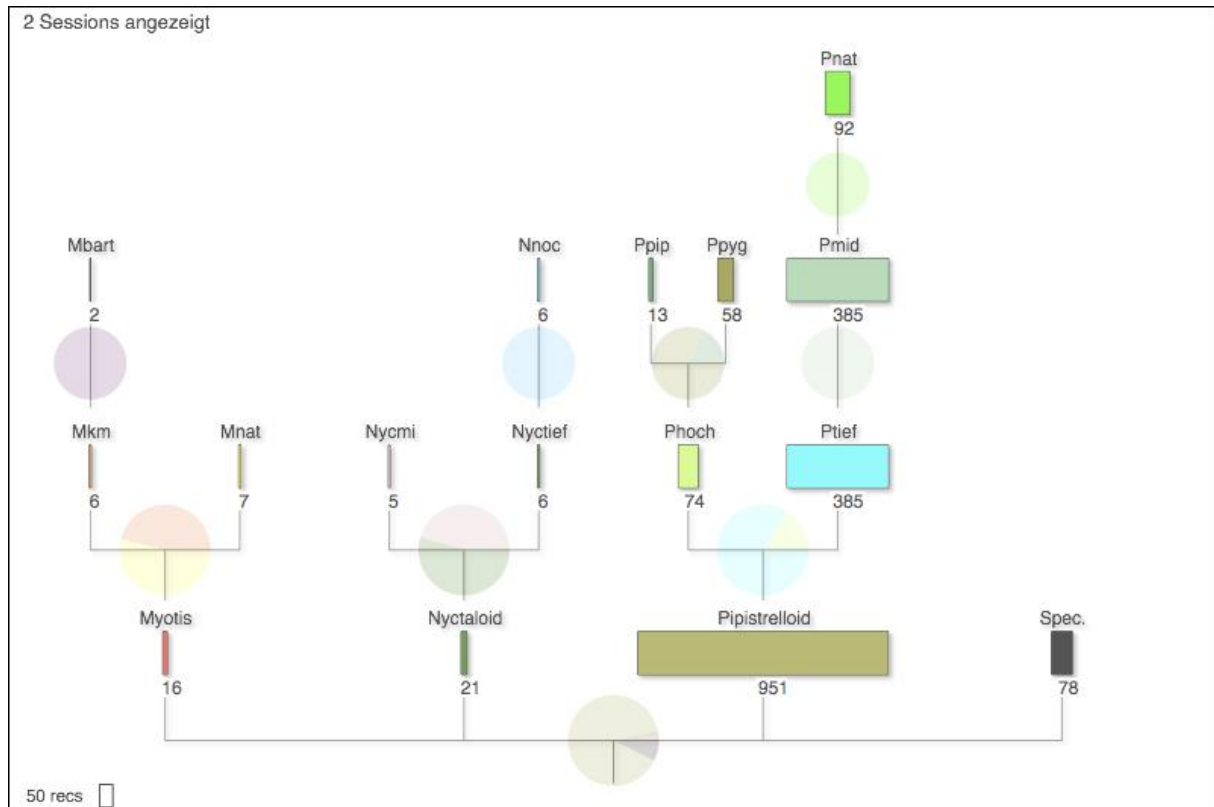 2 Sessions angezeigt
Pnat
92
Mbart Nnoc Ppip Ppyg Pmid
2 6 13 58 385
Mkm Mnat Nycmi Nyctief Phoch Ptief
6 7 5 6 74 385
Myotis Nyctaloid Pipistrelloid Spec.
16 21 951 78
50 recs